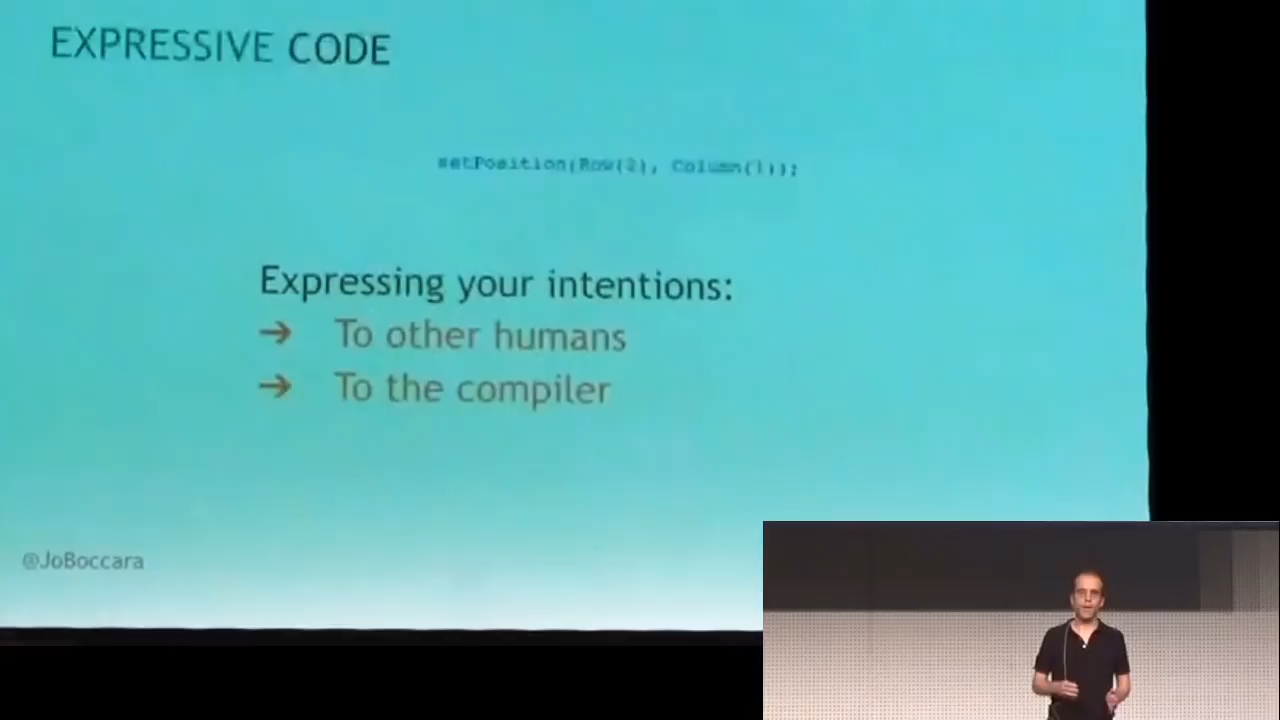 EXPRESSIVE CODE
setPosition(Row(2), Column(1));
Expressing your intentions:
➔ To other humans
➔ To the compiler
@JoBoccara